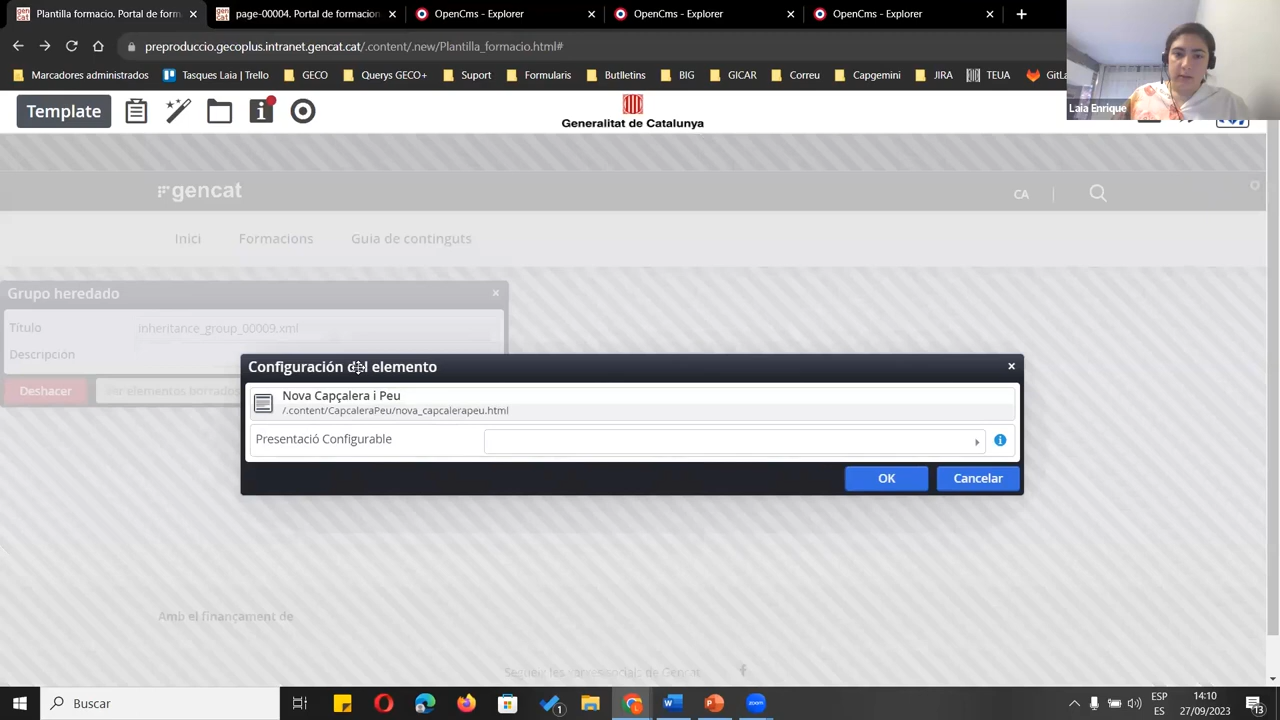 Plantilla formacio. Portal de form
page-00004. Portal de formacion
OpenCms - Explorer
OpenCms - Explorer
OpenCms - Explorer
preproduccio.gecoplus.intranet.gencat.cat/.content/.new/Plantilla_formacio.html#
Marcadores administrados
Tasques Laia | Trello
GECO
Querys GECO+
Suport
Formularis
Butlletins
BIG
GICAR
Correu
Capgemini
JIRA
TEUA
GitLa
Laia Enrique
Template
Generalitat de Catalunya
gencat
CA
Inici
Formacions
Guia de continguts
Grupo heredado
Título
inheritance_group_00009.xml
Descripción
Deshacer
Ver elementos borrados
Configuración del elemento
Nova Capçalera i Peu
/.content/CapcaleraPeu/nova_capcalerapeu.html
Presentació Configurable
OK
Cancelar
Amb el finançament de
Buscar
ESP
ES
14:10
27/09/2023
1
13